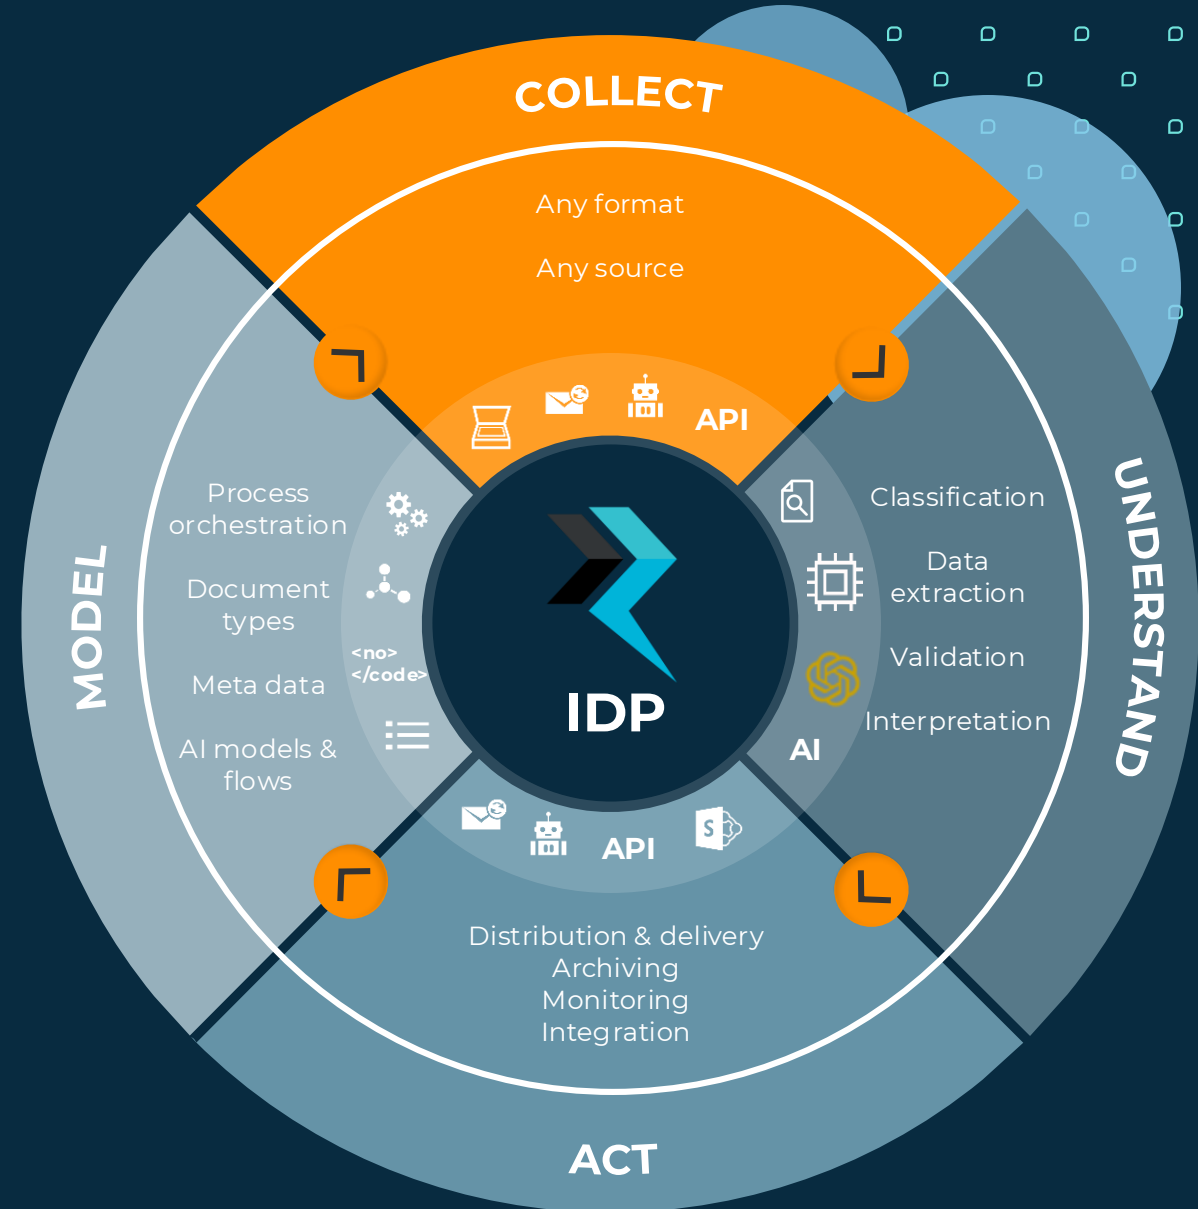 COLLECT
Any format
Any source
API
UNDERSTAND
Classification
Data
extraction
Validation
Interpretation
AI
ACT
API
S
Distribution & delivery
Archiving
Monitoring
Integration
MODEL
Process
orchestration
Document
types
Meta data
AI models &
flows
<no>
</code>
IDP